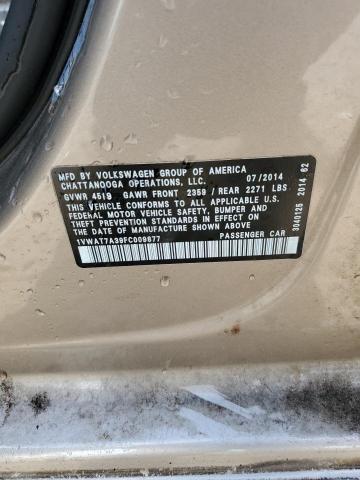 MFD BY VOLKSWAGEN GROUP OF AMERICA
CHATTANOOGA OPERATIONS, LLC. 07/2014
GVWR 4519 GAWR FRONT 2359 / REAR 2271 LBS
THIS VEHICLE CONFORMS TO ALL APPLICABLE U.S.
FEDERAL MOTOR VEHICLE SAFETY, BUMPER AND
THEFT PREVENTION STANDARDS IN EFFECT ON
THE DATE OF MANUFACTURE SHOWN ABOVE
1VWAT7A39FC009877
PASSENGER CAR
3040125 2014 62